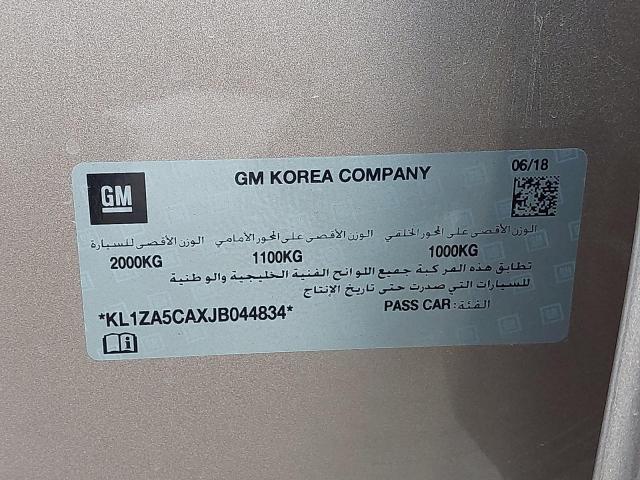 GM
GM KOREA COMPANY
06/18
الوزن الأقصى على المحور الخلفي
الوزن الأقصى على المحور الأمامي
الوزن الأقصى للسيارة
1000KG
1100KG
2000KG
تطابق هذه المركبة جميع اللوائح الفنية الخليجية والوطنية
للسيارات التي صدرت حتى تاريخ الإنتاج
الفئة: PASS CAR
*KL1ZA5CAXJB044834*